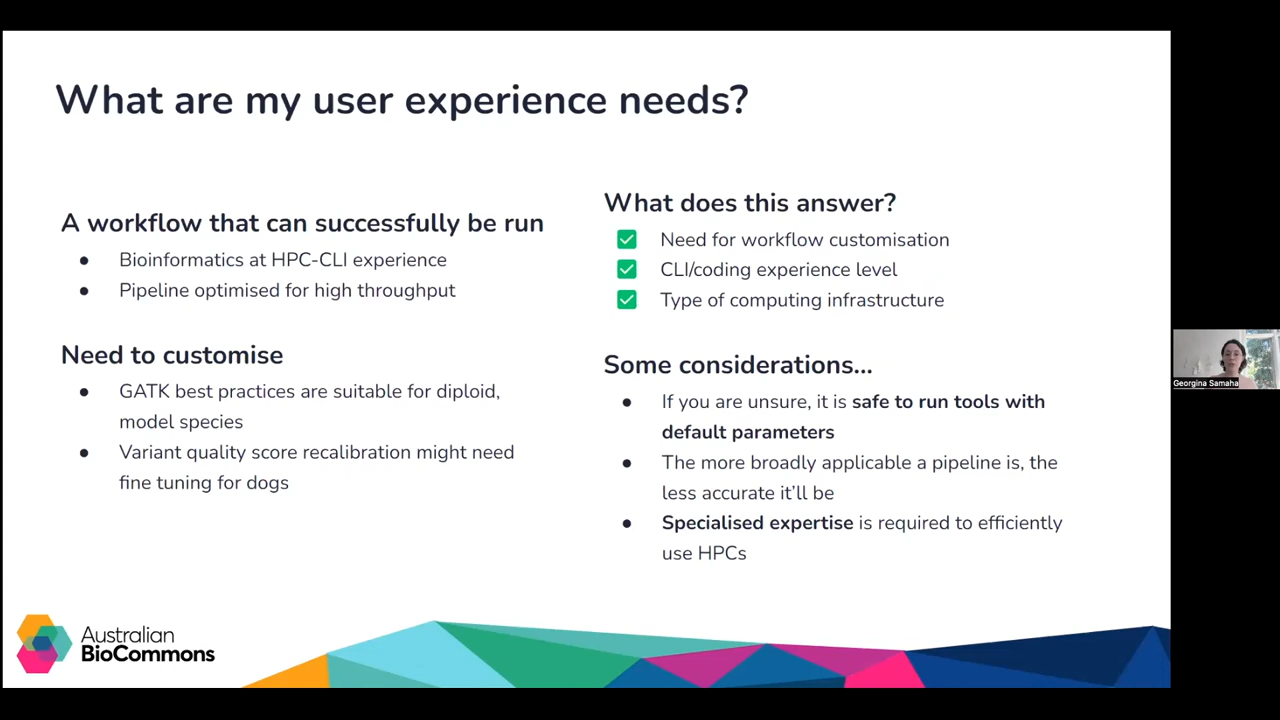 What are my user experience needs?
A workflow that can successfully be run
● Bioinformatics at HPC-CLI experience
● Pipeline optimised for high throughput
Need to customise
● GATK best practices are suitable for diploid,
model species
● Variant quality score recalibration might need
fine tuning for dogs
What does this answer?
Need for workflow customisation
CLI/coding experience level
Type of computing infrastructure
Some considerations...
● If you are unsure, it is safe to run tools with
default parameters
● The more broadly applicable a pipeline is, the
less accurate it'll be
● Specialised expertise is required to efficiently
use HPCs
Australian
BioCommons
Georgina Samaha